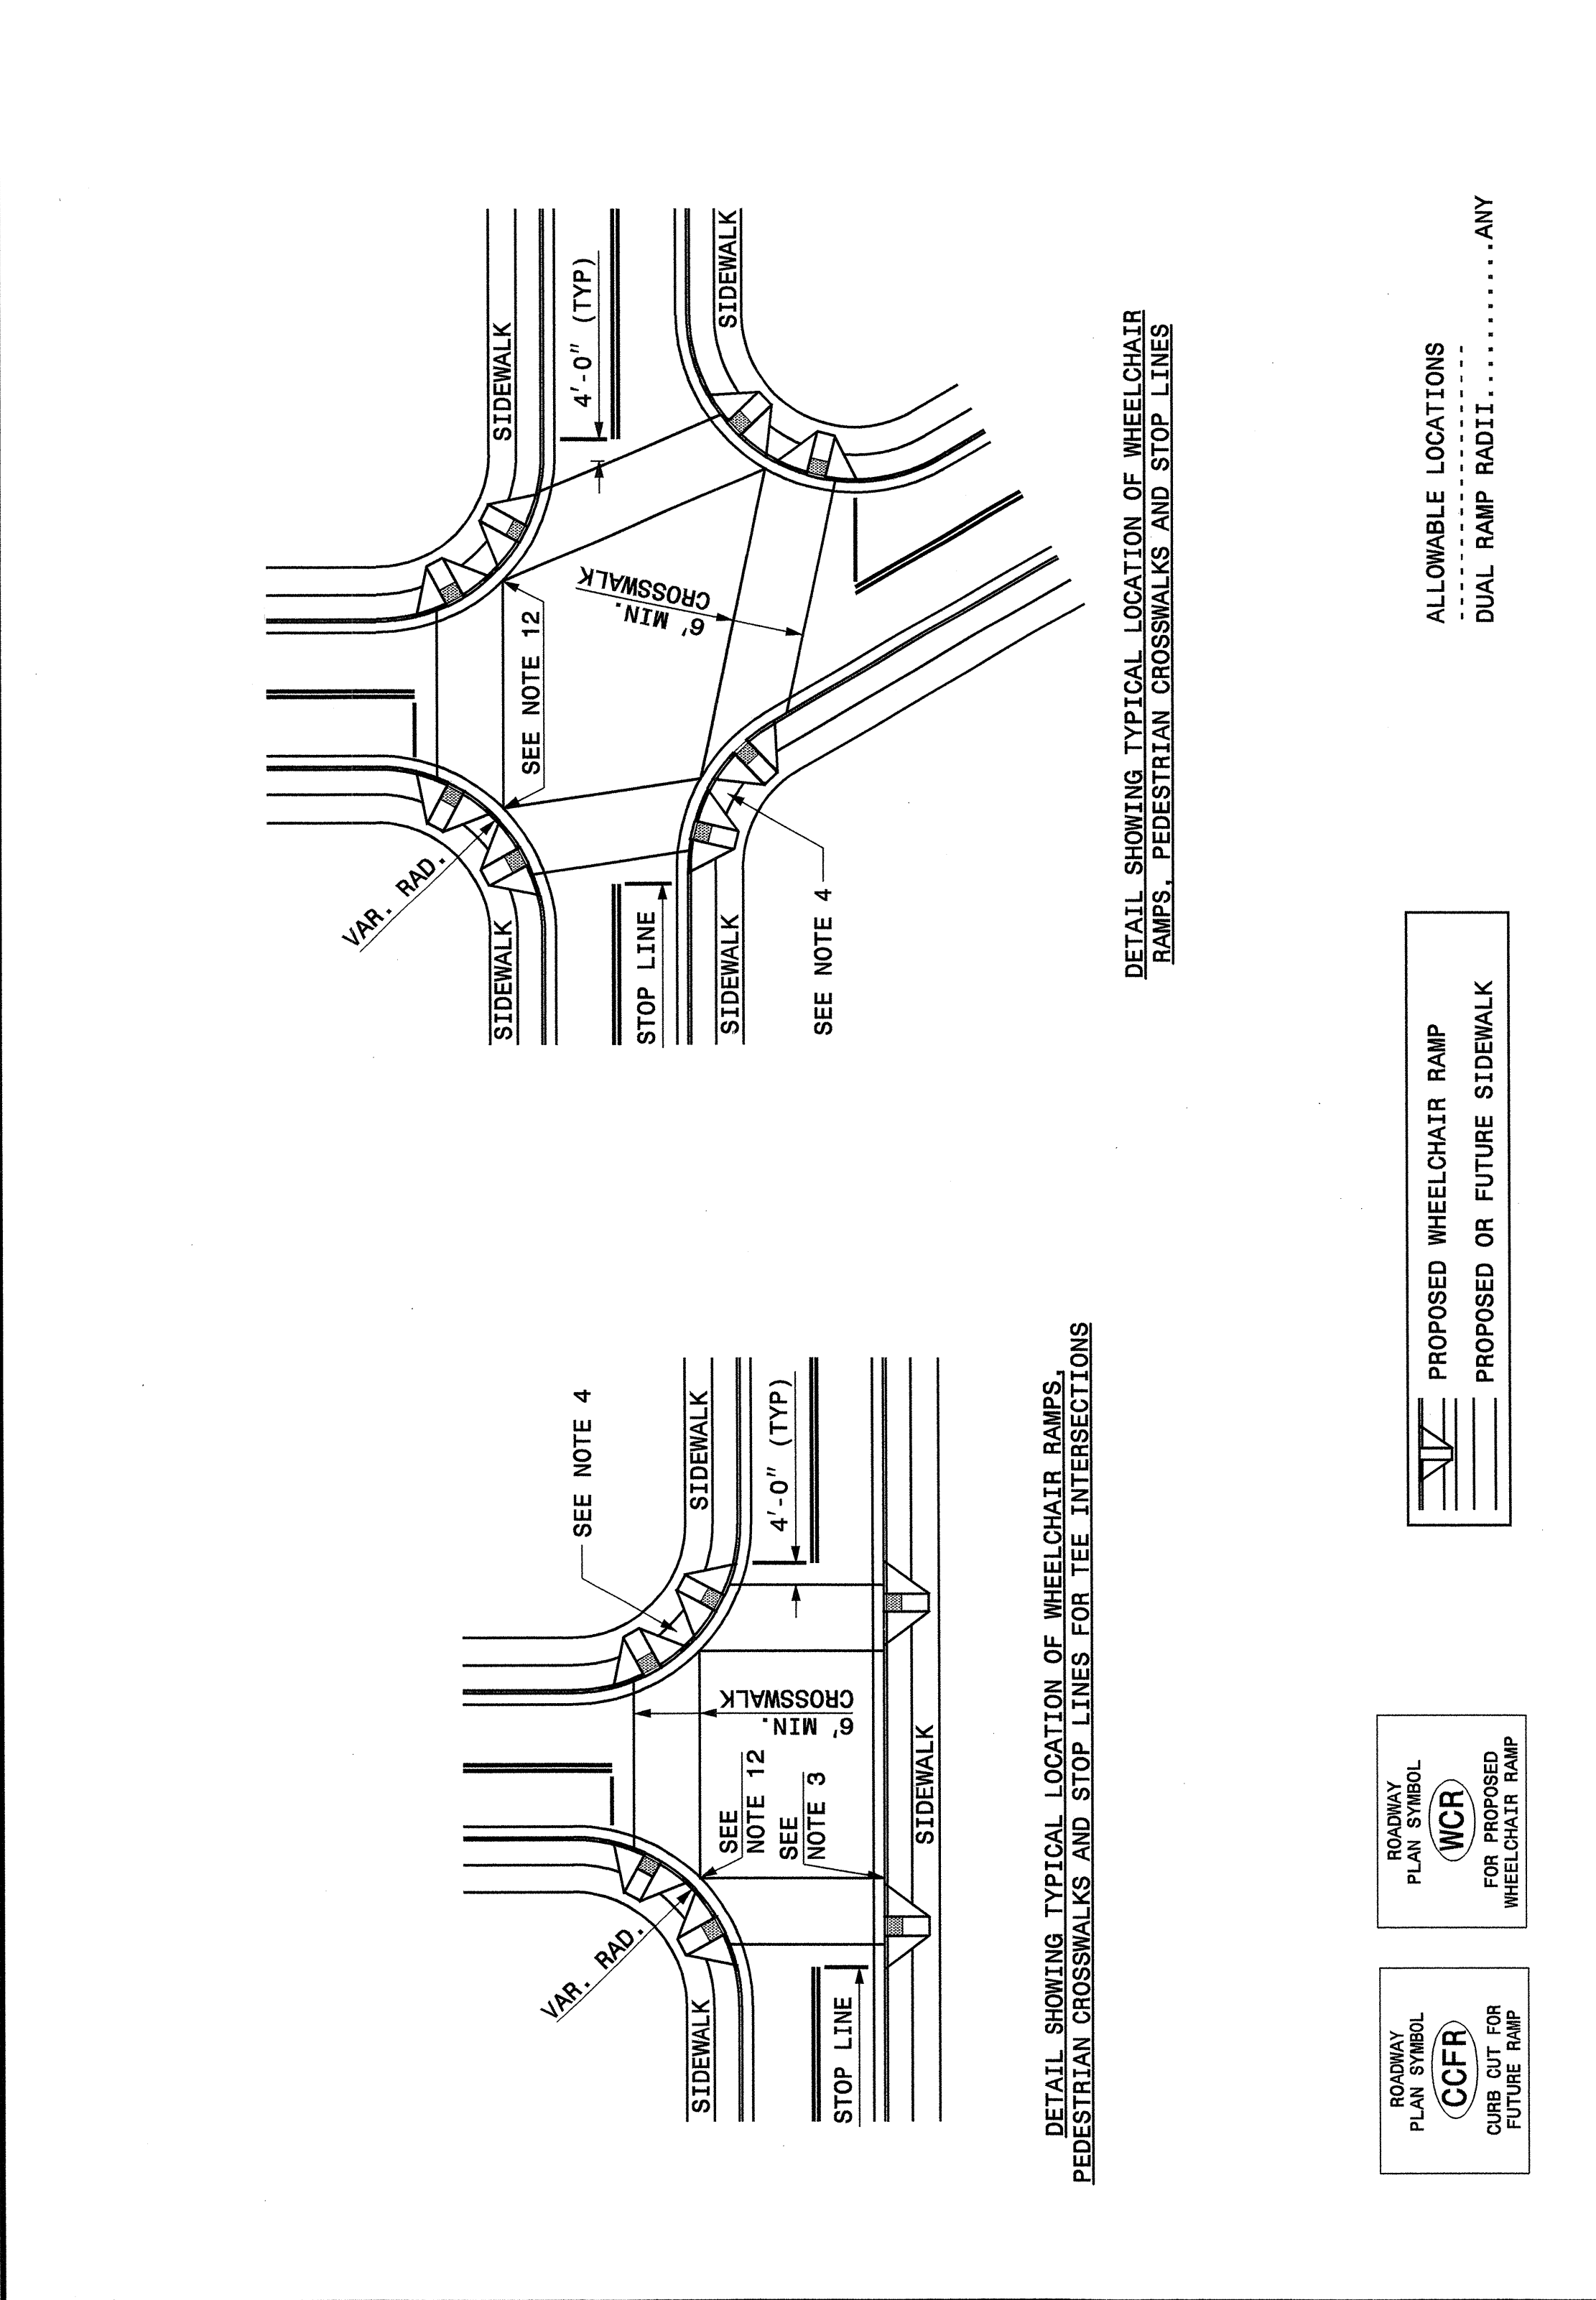 SEE NOTE 4
VAR. RAD.
SIDEWALK
SIDEWALK
4'-0" (TYP)
6' MIN.
CROSSWALK
SEE
NOTE 12
SEE
NOTE 3
STOP LINE
SIDEWALK
DETAIL SHOWING TYPICAL LOCATION OF WHEELCHAIR RAMPS,
PEDESTRIAN CROSSWALKS AND STOP LINES FOR TEE INTERSECTIONS
VAR. RAD.
SIDEWALK
SIDEWALK
4'-0" (TYP)
SEE NOTE 12
6' MIN.
CROSSWALK
STOP LINE
SIDEWALK
SIDEWALK
SEE NOTE 4
DETAIL SHOWING TYPICAL LOCATION OF WHEELCHAIR
RAMPS, PEDESTRIAN CROSSWALKS AND STOP LINES
ROADWAY
PLAN SYMBOL
CCFR
CURB CUT FOR
FUTURE RAMP
ROADWAY
PLAN SYMBOL
WCR
FOR PROPOSED
WHEELCHAIR RAMP
PROPOSED WHEELCHAIR RAMP
PROPOSED OR FUTURE SIDEWALK
ALLOWABLE LOCATIONS
--------------------
DUAL RAMP RADII..........ANY